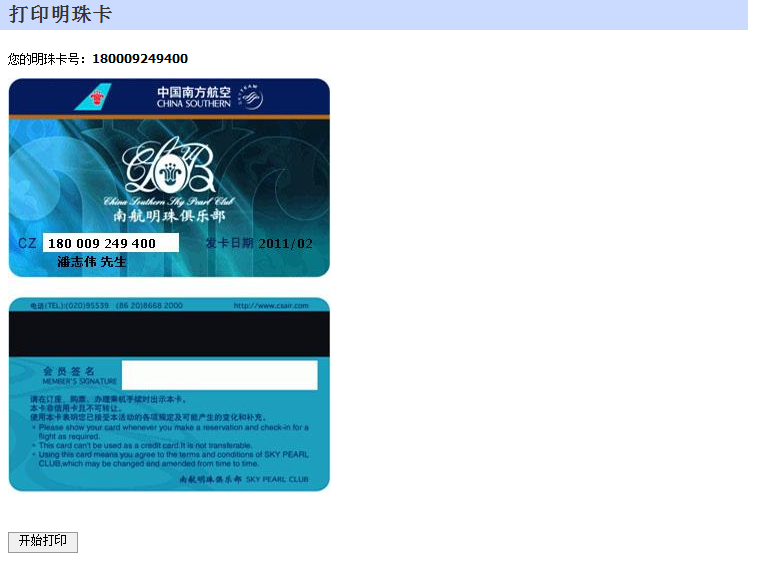 打印明珠卡
您的明珠卡号：180009249400
中国南方航空
CHINA SOUTHERN
SKYTEAM
China Southern Sky Pearl Club
南航明珠俱乐部
CZ 180 009 249 400 发卡日期 2011/02
潘志伟 先生
电话(TEL):(020)95539 (86 20)8668 2000 http://www.csair.com
会员签名
MEMBER'S SIGNATURE
请在订座、购票、办理乘机手续时出示本卡。
本卡非信用卡且不可转让。
使用本卡表明您已接受本活动的各项规定及可能产生的变化和补充。
• Please show your card whenever you make a reservation and check-in for a
flight as required.
• This card can't be used as a credit card.It is not transferable.
• Using this card means you agree to the terms and conditions of SKY PEARL
CLUB,which may be changed end amended from time to time.
南航明珠俱乐部 SKY PEARL CLUB
开始打印